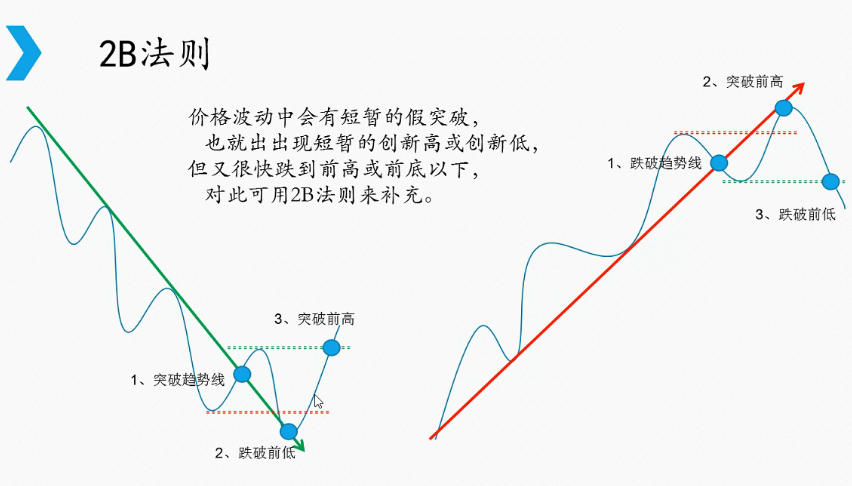 2B法则
价格波动中会有短暂的假突破，
也就出出现短暂的创新高或创新低，
但又很快跌到前高或前底以下，
对此可用2B法则来补充。
2、突破前高
1、跌破趋势线
3、跌破前低
3、突破前高
1、突破趋势线
2、跌破前低